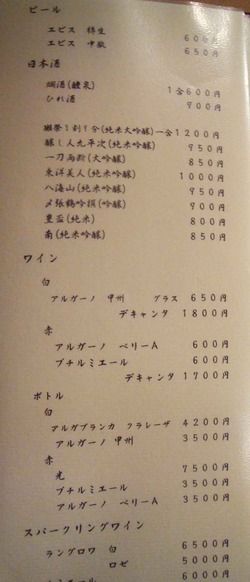 ビール
エビス 樽生 600円
エビス 中瓶 650円
日本酒
燗酒(醴泉) 1合600円
ひれ酒 900円
獺祭1割1分(純米大吟醸)一合1200円
醸し人九平次(純米吟醸) 950円
一刀両断(大吟醸) 850円
東洋美人(純米吟醸) 1000円
八海山(純米吟醸) 950円
〆張鶴吟撰(吟醸) 900円
豊盃(純米) 800円
南(純米吟醸) 850円
ワイン
白
アルガーノ 甲州 グラス 650円
デキャンタ 1800円
赤
アルガーノ ベリーA 600円
プチルミエール 600円
デキャンタ 1700円
ボトル
白
アルガブランカ クラレーザ 4200円
アルガーノ 甲州 3500円
赤
光 7500円
プチルミエール 3500円
アルガーノ ベリーA 3500円
スパークリングワイン
ラングロワ 白 6500円
ロゼ 5000円
6000円